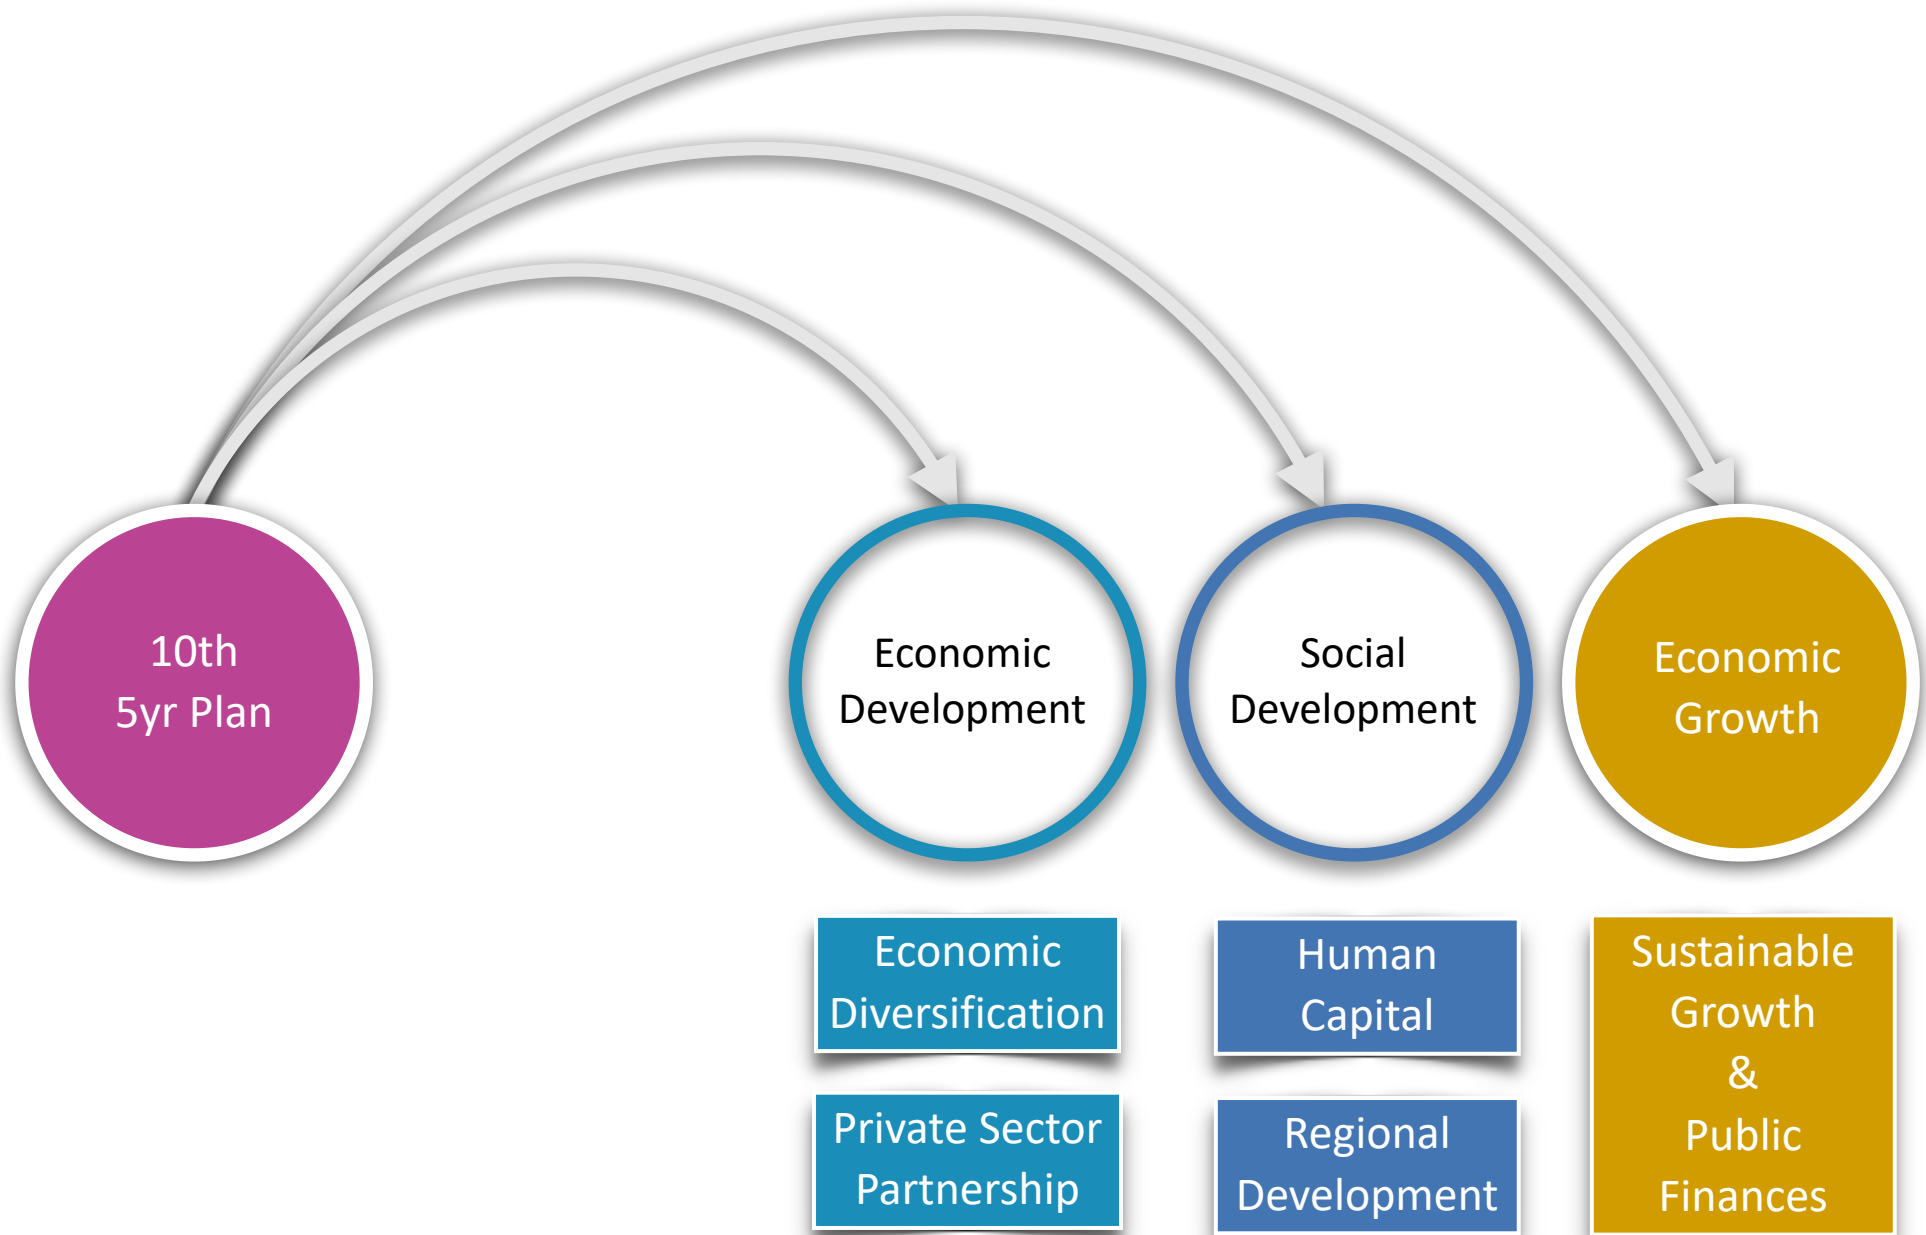 10th
5yr Plan
Economic
Development
Social
Development
Economic
Growth
Economic
Diversification
Private Sector
Partnership
Human
Capital
Regional
Development
Sustainable
Growth
&
Public
Finances